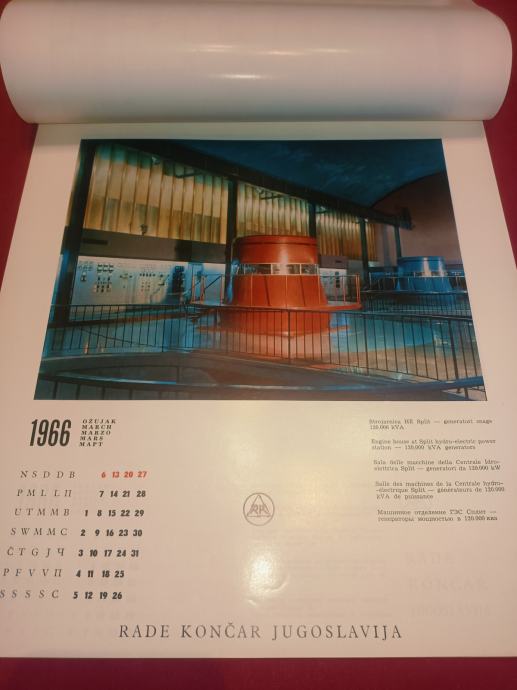 1966
OŽUJAK
MARCH
MARZO
MARS
МАРТ
N S D D В 6 13 20 27
P M L L П 7 14 21 28
U T M M В 1 8 15 22 29
S W M M С 2 9 16 23 30
Č T G J Ч 3 10 17 24 31
P F V V П 4 11 18 25
S S S S С 5 12 19 26
Strojarnica HE Split — generatori snage
120.000 kVA
Engine house at Split hydro-electric power
station — 120.000 kVA generators
Sala delle macchine della Centrale Idro-
elettrica Split — generatori da 120.000 kW
Salle des machines de la Centrale hydro-
-électrique Split — générateurs de 120.000
kVA de puissance
Машинное отделение ГЭС Сплит —
генераторы мощностью в 120.000 ква
RK
RADE KONČAR JUGOSLAVIJA